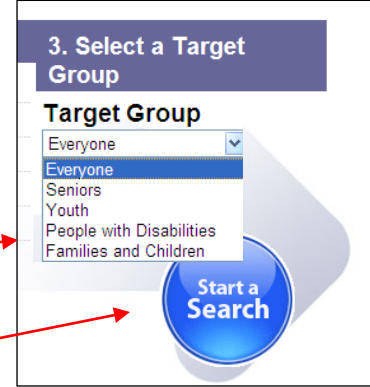 3. Select a Target
Group
Target Group
Everyone
Everyone
Seniors
Youth
People with Disabilities
Families and Children
Start a
Search